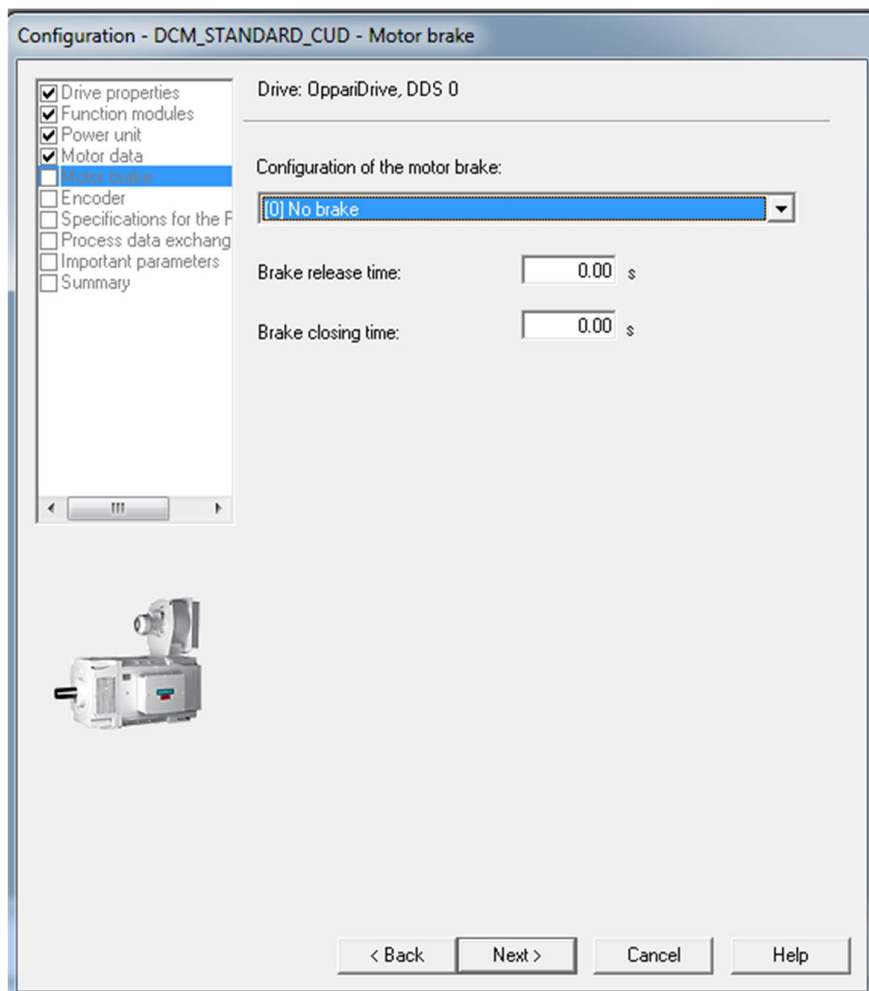 Configuration - DCM_STANDARD_CUD - Motor brake
Drive properties
Function modules
Power unit
Motor data
Motor brake
Encoder
Specifications for the F
Process data exchang
Important parameters
Summary
Drive: OppariDrive, DDS 0
Configuration of the motor brake:
[0] No brake
Brake release time: 0.00 s
Brake closing time: 0.00 s
< Back Next > Cancel Help